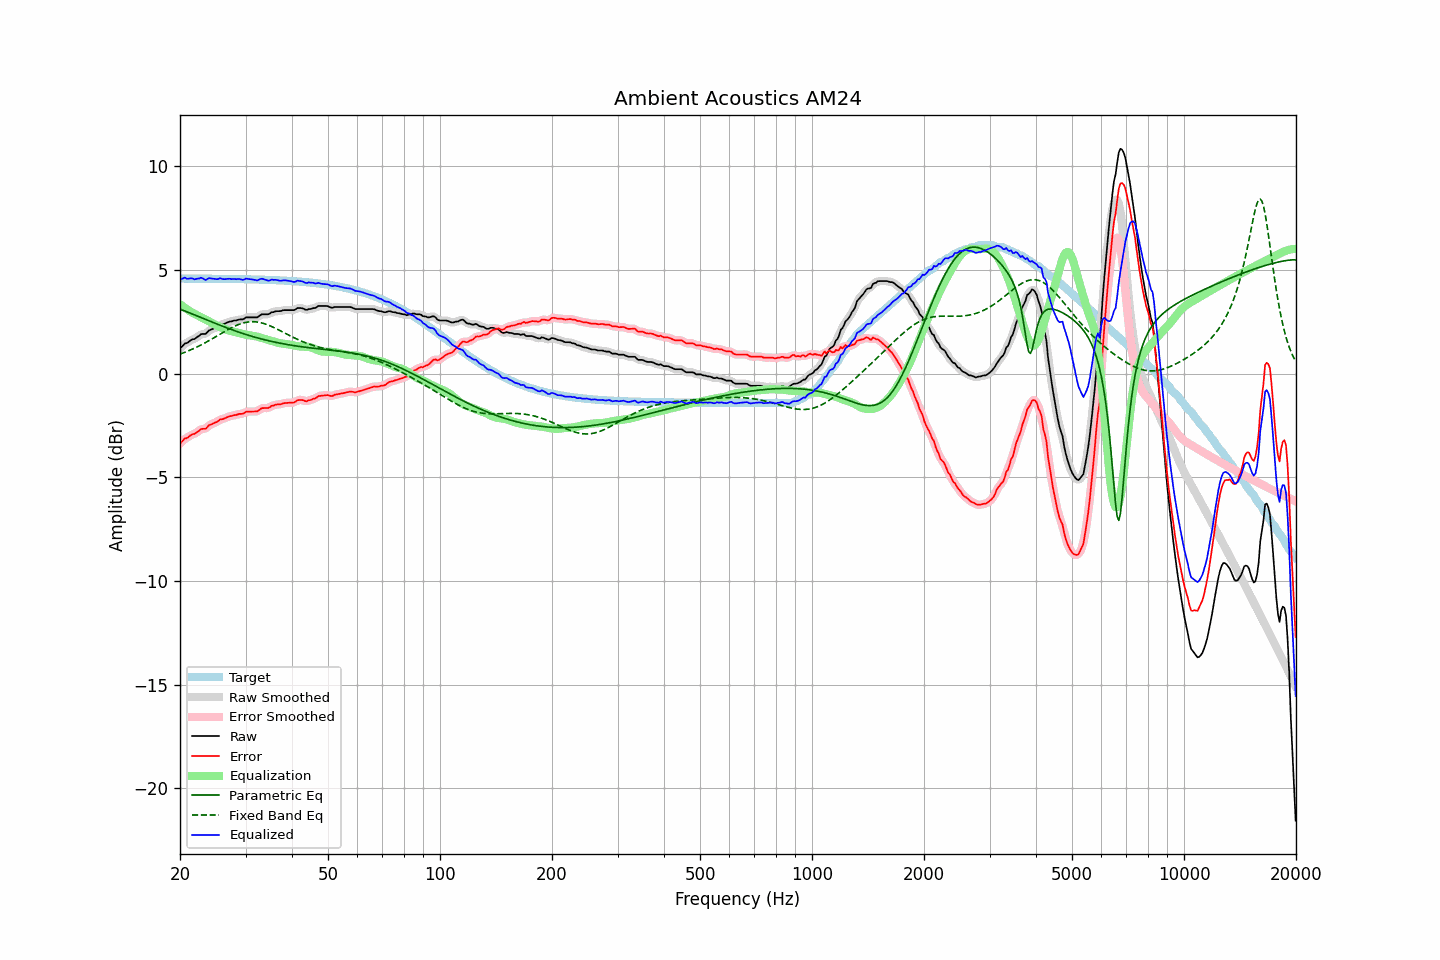 Ambient Acoustics AM24
Amplitude (dBr)
10
5
0
−5
−10
−15
−20
Target
Raw Smoothed
Error Smoothed
Raw
Error
Equalization
Parametric Eq
Fixed Band Eq
Equalized
20 50 100 200 500 1000 2000 5000 10000 20000
Frequency (Hz)